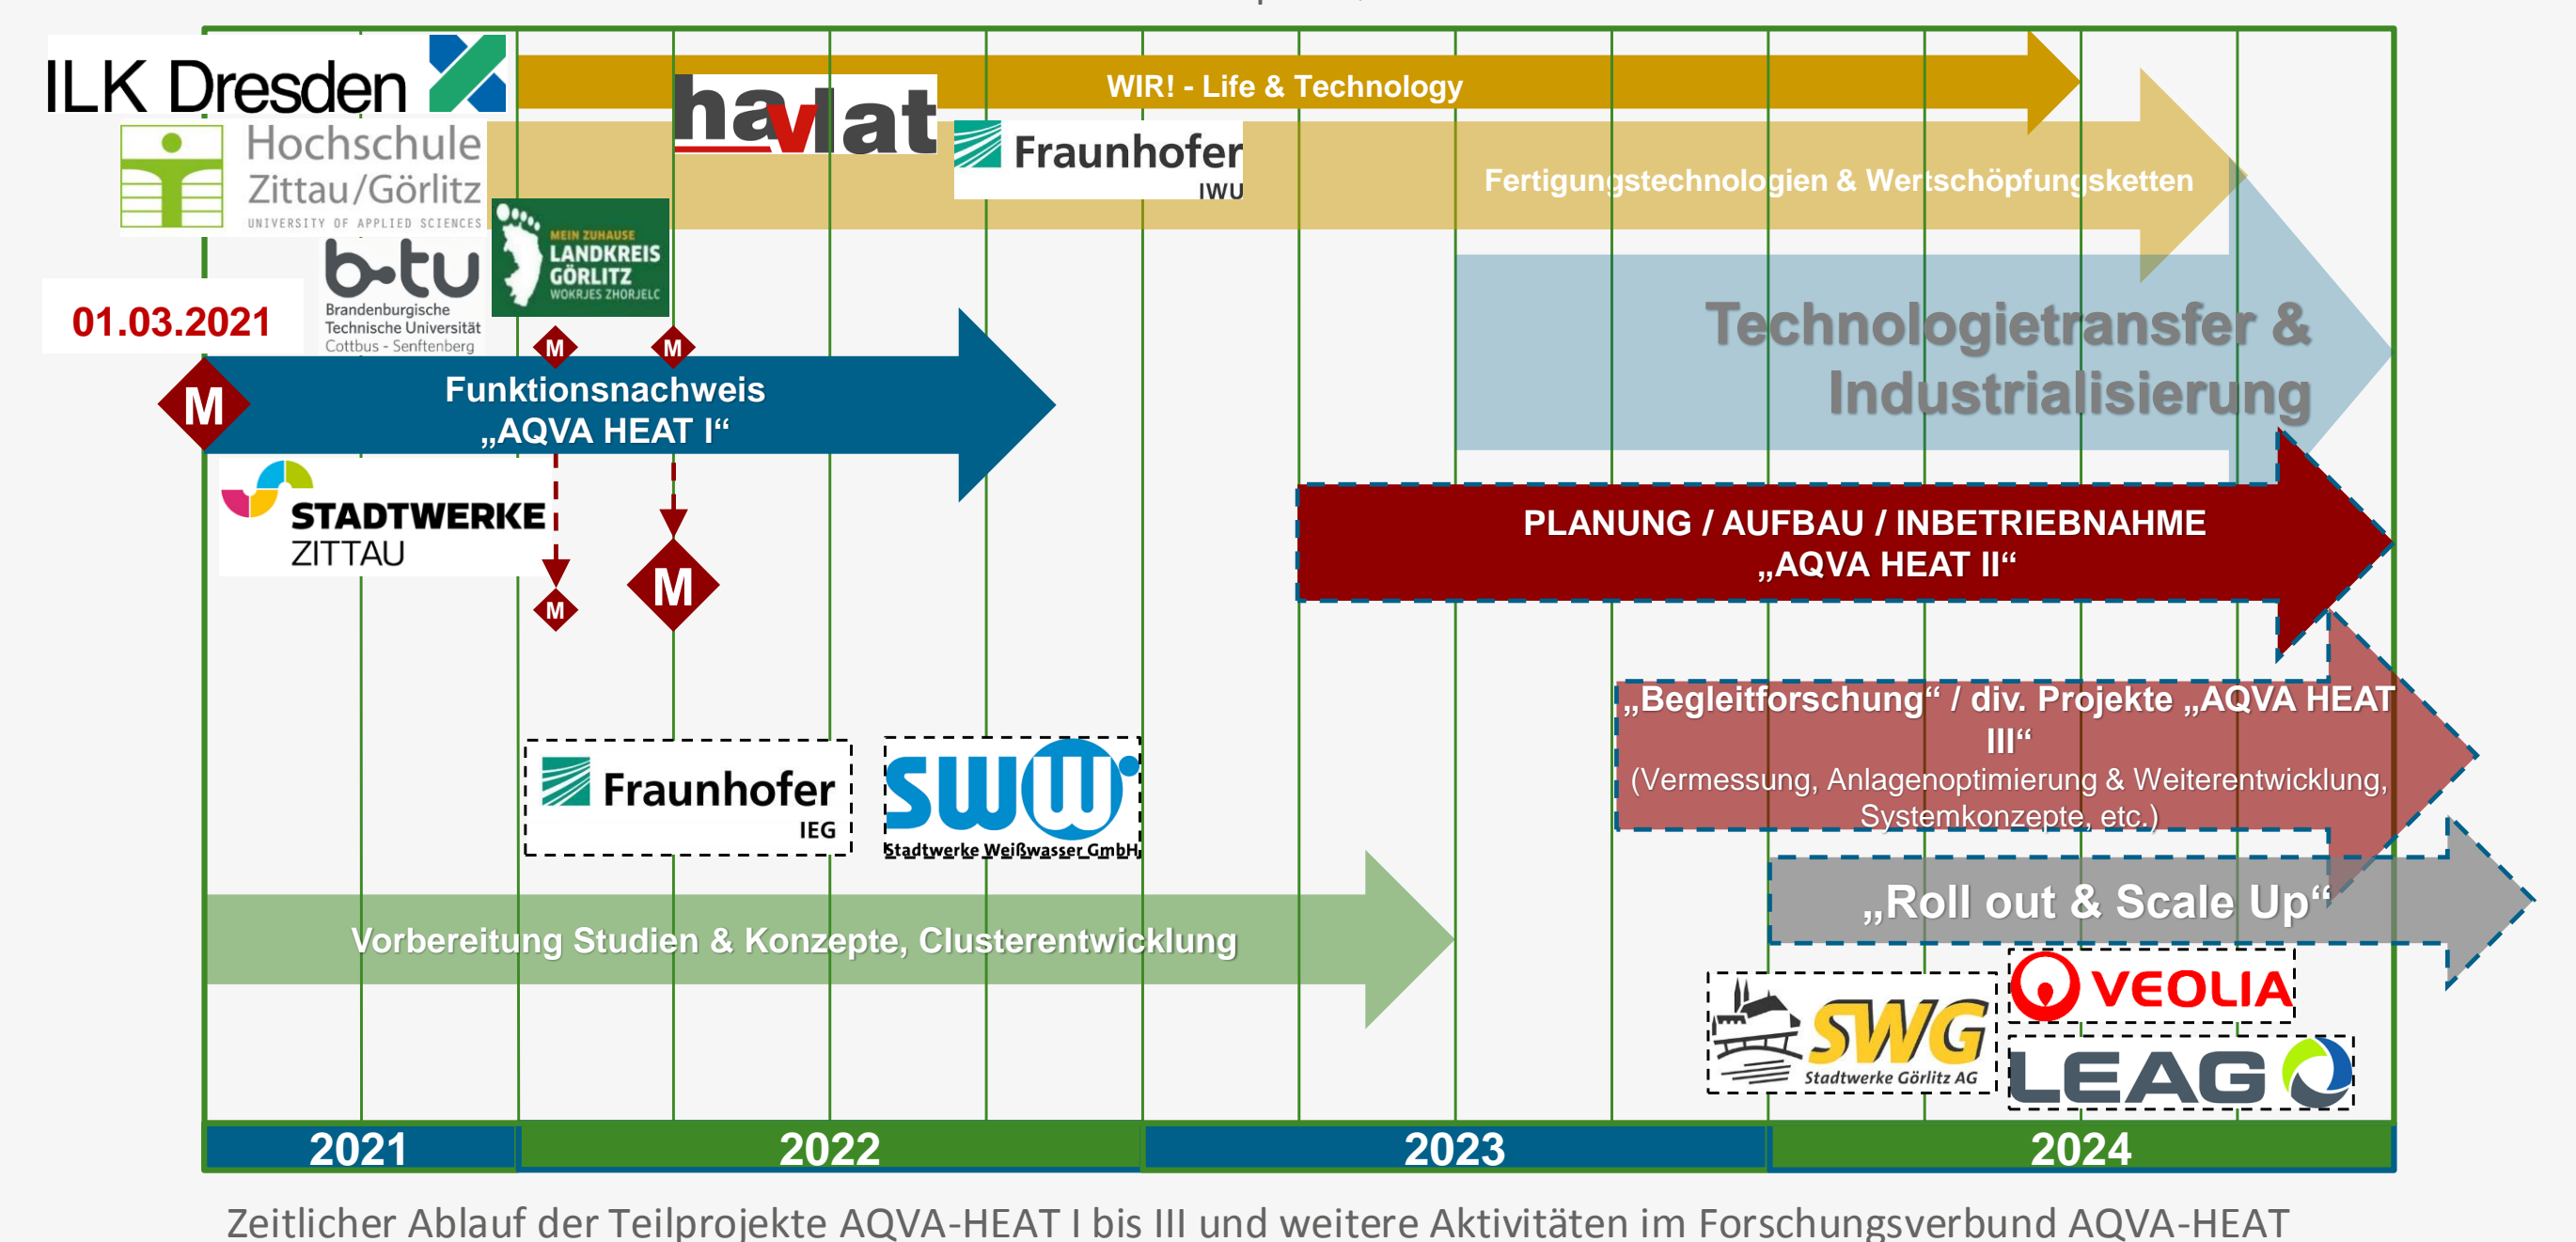 ILK Dresden
WIR! - Life & Technology
havlat
Hochschule
Zittau/Görlitz
UNIVERSITY OF APPLIED SCIENCES
Fraunhofer
IWU
Fertigungstechnologien & Wertschöpfungsketten
MEIN ZUHAUSE
LANDKREIS
GÖRLITZ
WOKRJES ZHORJELC
b-tu
Brandenburgische
Technische Universität
Cottbus - Senftenberg
01.03.2021
Technologietransfer &
Industrialisierung
M
M
M
Funktionsnachweis
„AQVA HEAT I“
STADTWERKE
ZITTAU
M
M
PLANUNG / AUFBAU / INBETRIEBNAHME
„AQVA HEAT II“
„Begleitforschung“ / div. Projekte „AQVA HEAT
III“
(Vermessung, Anlagenoptimierung & Weiterentwicklung,
Systemkonzepte, etc.)
Fraunhofer
IEG
SWW
Stadtwerke Weißwasser GmbH
„Roll out & Scale Up“
Vorbereitung Studien & Konzepte, Clusterentwicklung
SWG
Stadtwerke Görlitz AG
VEOLIA
LEAG
2021
2022
2023
2024
Zeitlicher Ablauf der Teilprojekte AQVA-HEAT I bis III und weitere Aktivitäten im Forschungsverbund AQVA-HEAT